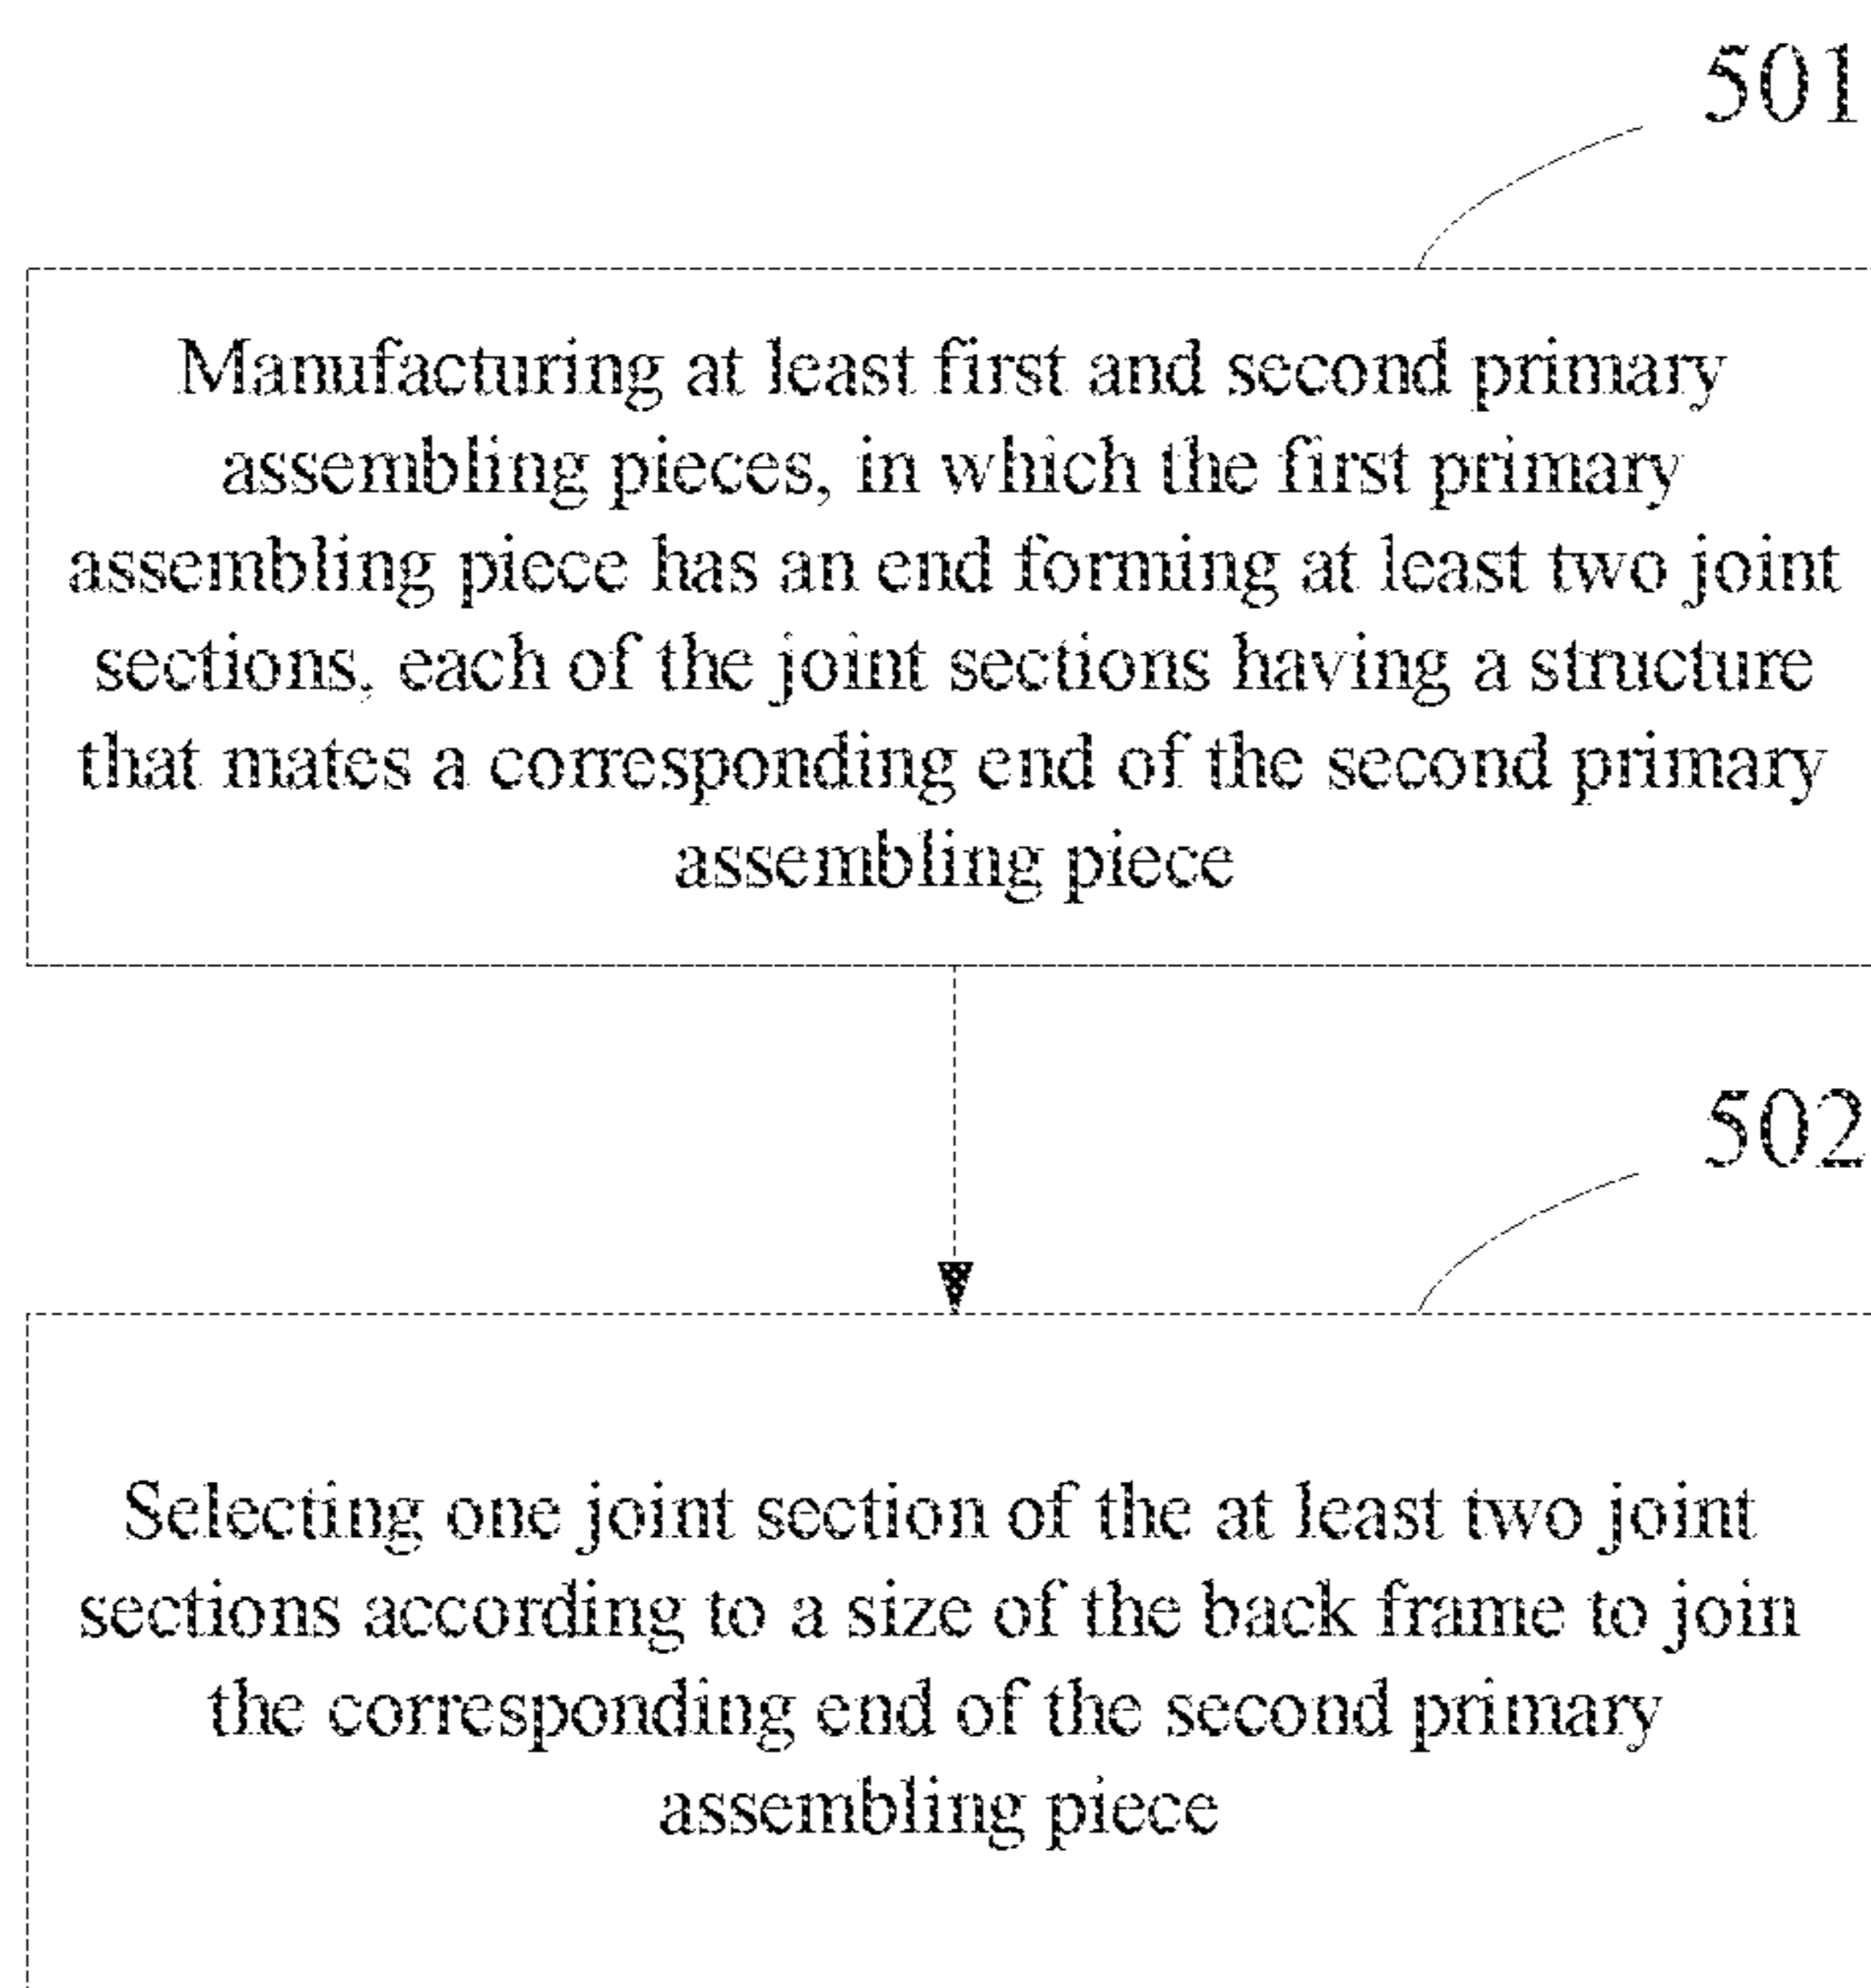 501
Manufacturing at least first and second primary
assembling pieces, in which the first primary
assembling piece has an end forming at least two joint
sections, each of the joint sections having a structure
that mates a corresponding end of the second primary
assembling piece
502
Selecting one joint section of the at least two joint
sections according to a size of the back frame to join
the corresponding end of the second primary
assembling piece